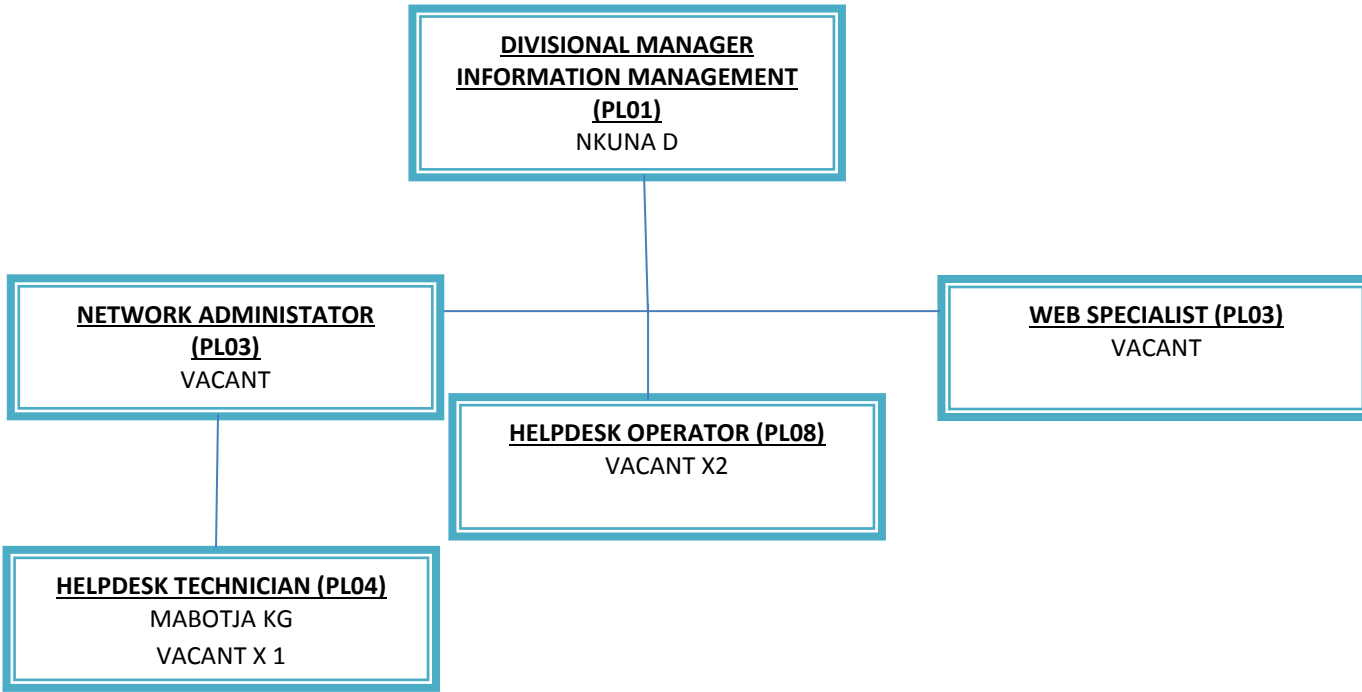 DIVISIONAL MANAGER
INFORMATION MANAGEMENT
(PL01)
NKUNA D
NETWORK ADMINISTATOR
(PL03)
VACANT
WEB SPECIALIST (PL03)
VACANT
HELPDESK OPERATOR (PL08)
VACANT X2
HELPDESK TECHNICIAN (PL04)
MABOTJA KG
VACANT X 1